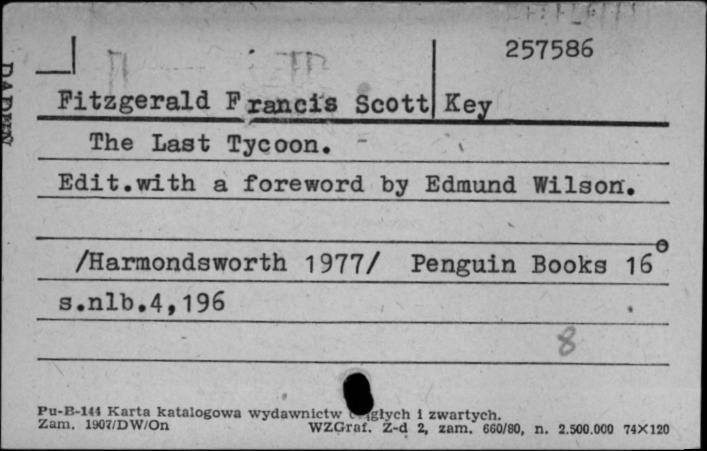 257586
Fitzgerald Francis Scott Key
The Last Tycoon.
Edit.with a foreword by Edmund Wilson.
/Harmondsworth 1977/ Penguin Books 16°
s.nlb.4,196
8
Pu-B-144 Karta katalogowa wydawnictw i zwartych.
Zam. 1907/DW/On WZGraf. Z-d 2, zam. 660/80, n. 2.500.000 74×120